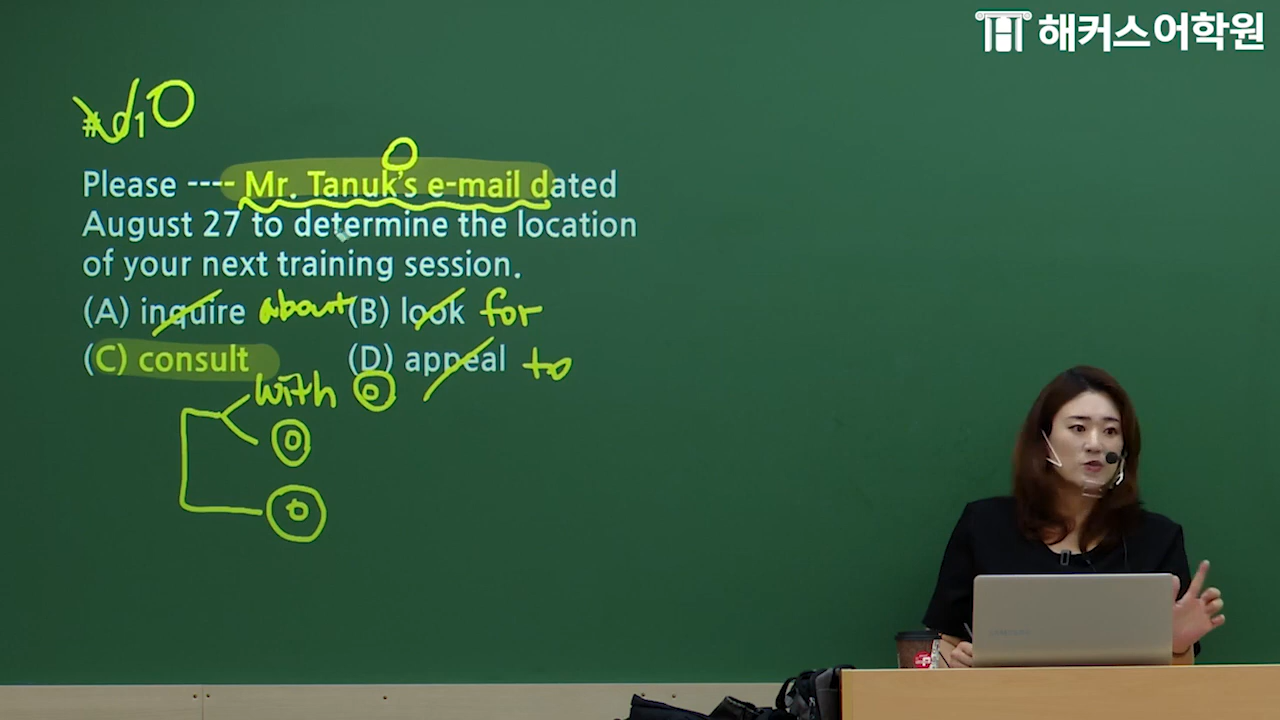 해커스어학원
#01
Please ---- Mr. Tanuk's e-mail dated
August 27 to determine the location
of your next training session.
(A) inquire about (B) look for
(C) consult (D) appeal to
with